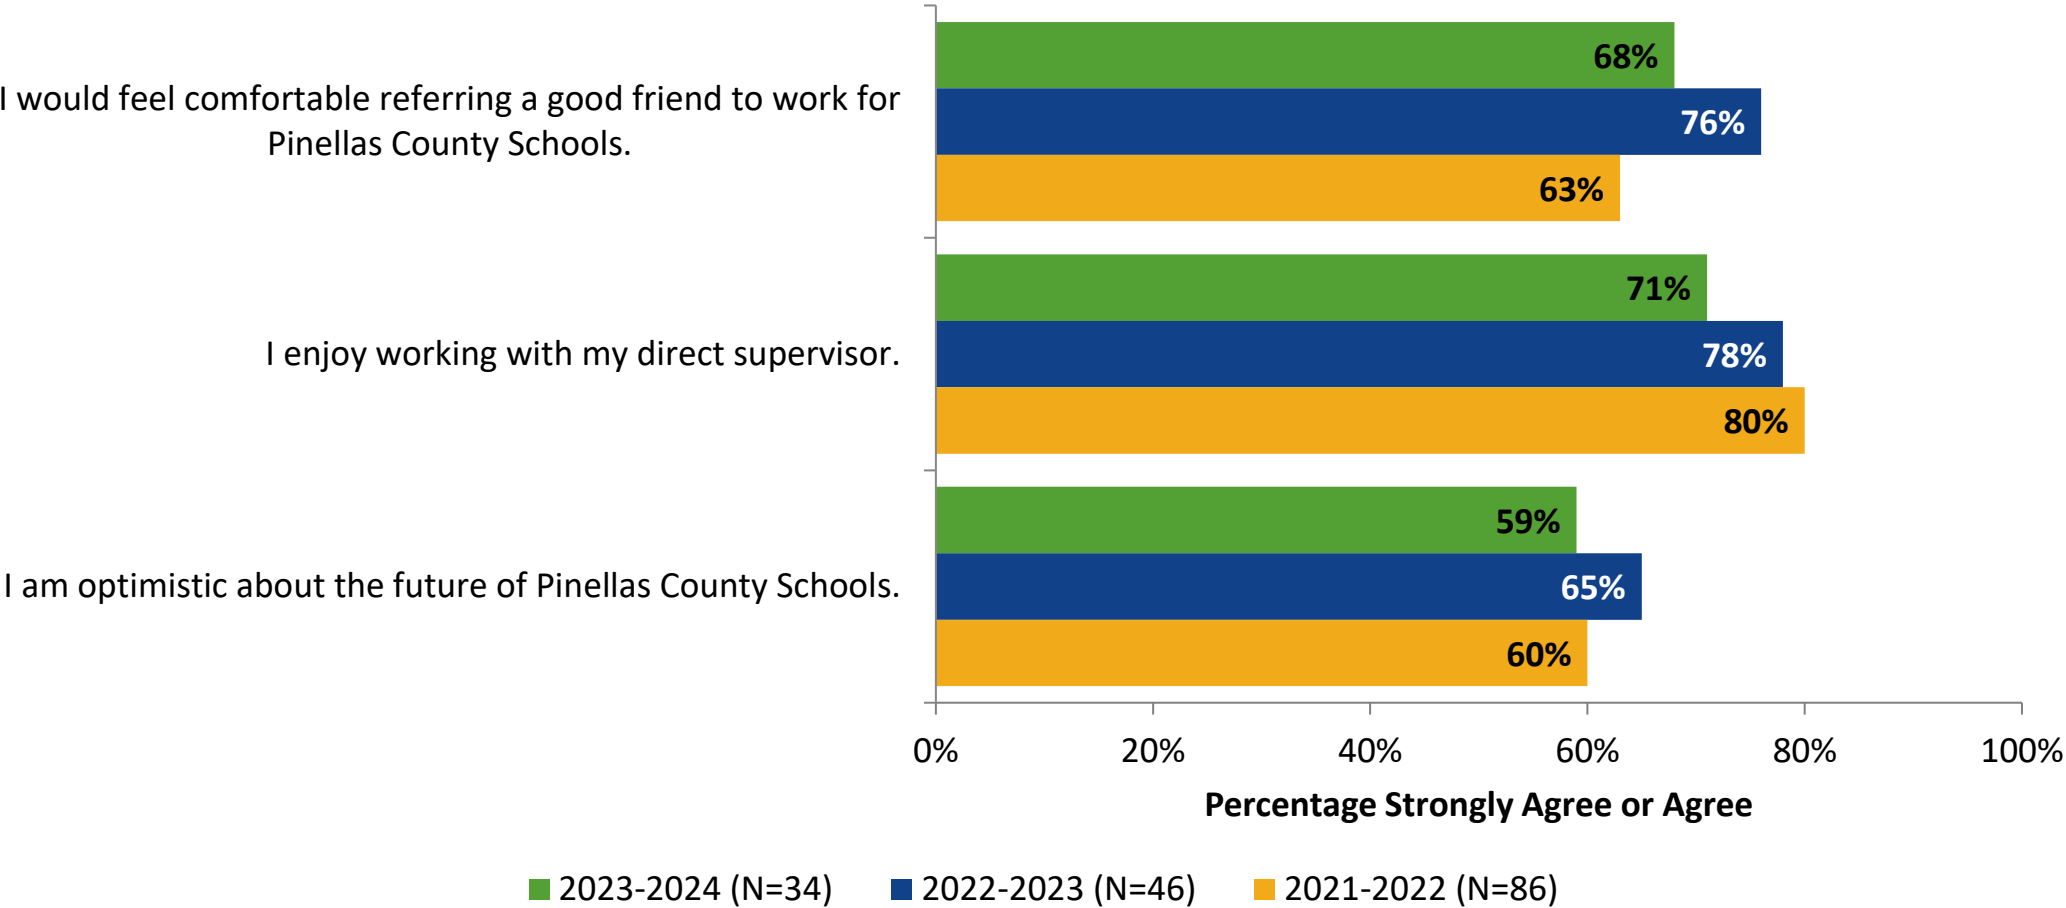 68%
I would feel comfortable referring a good friend to work for
Pinellas County Schools.
76%
63%
71%
I enjoy working with my direct supervisor.
78%
80%
59%
I am optimistic about the future of Pinellas County Schools.
65%
60%
0% 20% 40% 60% 80% 100%
Percentage Strongly Agree or Agree
2023-2024 (N=34) 2022-2023 (N=46) 2021-2022 (N=86)